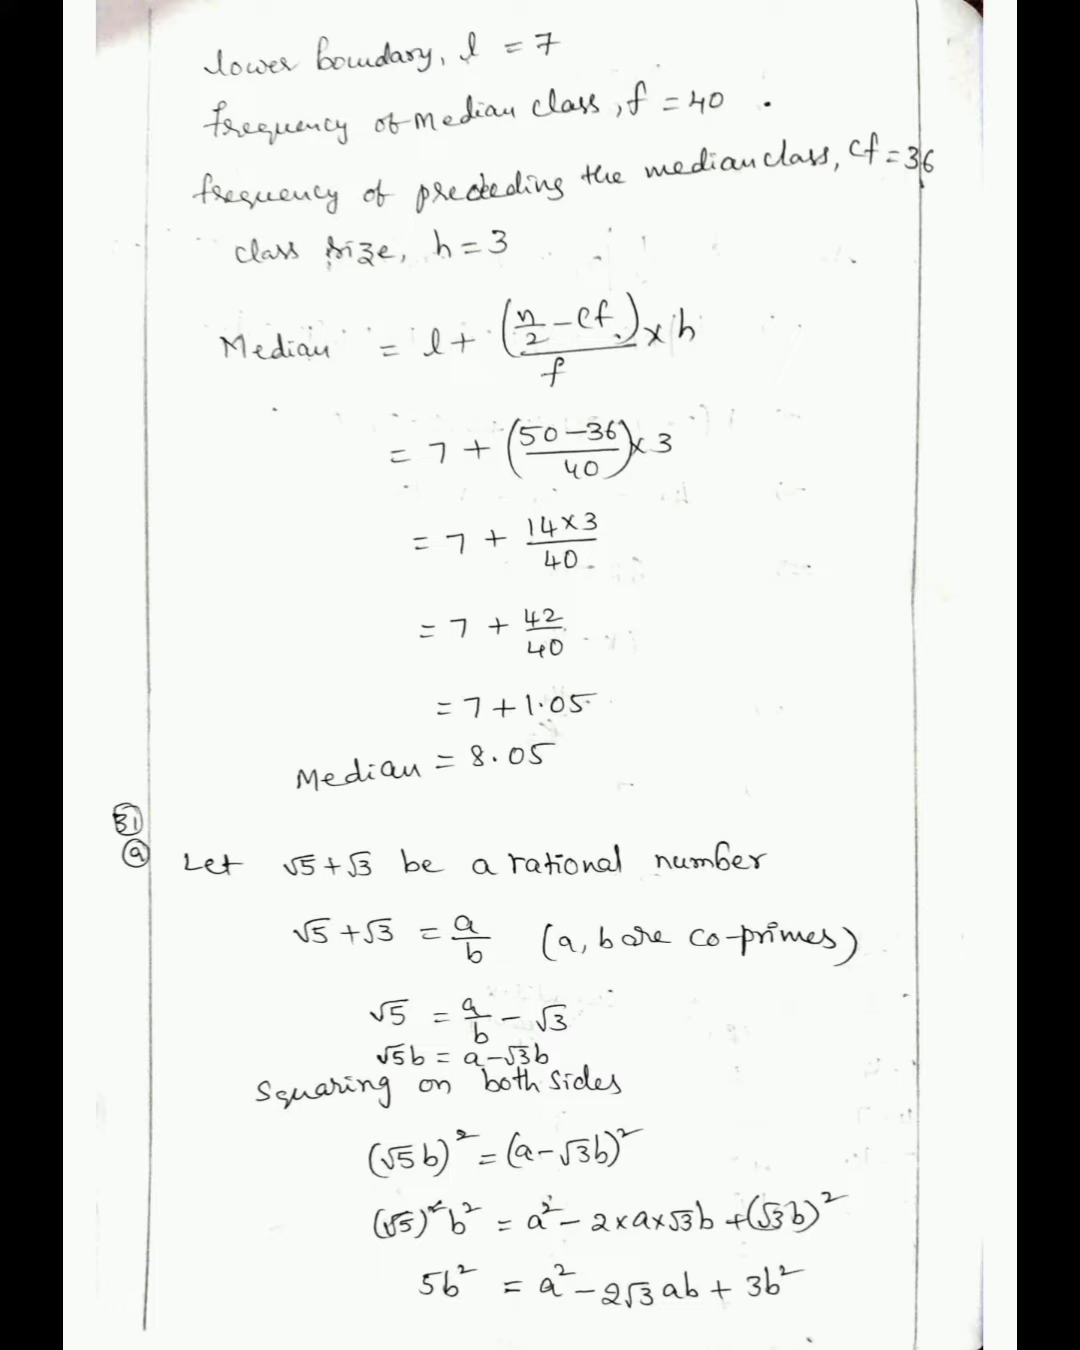 lower boundary, l = 7
frequency of Median class, f = 40 .
frequency of preceding the median class, cf = 36
class size, h = 3
Median = l + (n/2 - cf)/f × h
= 7 + (50-36/40) × 3
= 7 + 14×3/40
= 7 + 42/40
= 7 + 1.05
Median = 8.05
31
a Let √5 + √3 be a rational number
√5 + √3 = a/b (a, b are co-primes)
√5 = a/b - √3
√5b = a-√3b
Squaring on both sides
(√5b)² = (a-√3b)²
(√5)²b² = a² - 2×a×√3b + (√3b)²
5b² = a² - 2√3ab + 3b²